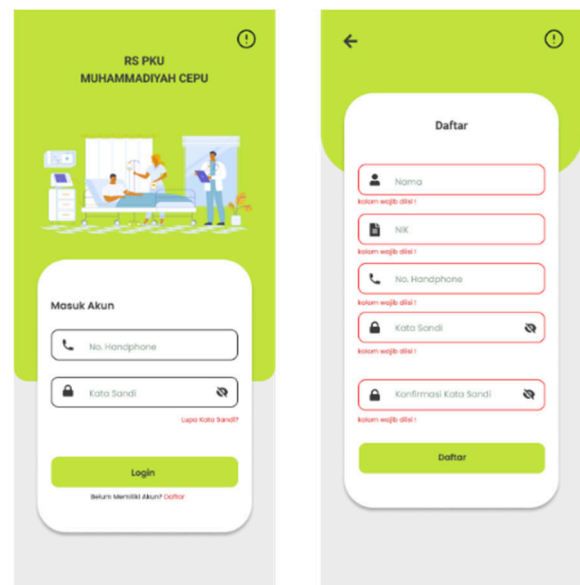 RS PKU
MUHAMMADIYAH CEPU
Masuk Akun
No. Handphone
Kata Sandi
Lupa Kata Sandi?
Login
Belum Memiliki Akun? Daftar
Daftar
Nama
kolom wajib diisi !
NIK
kolom wajib diisi !
No. Handphone
kolom wajib diisi !
Kata Sandi
kolom wajib diisi !
Konfirmasi Kata Sandi
kolom wajib diisi !
Daftar